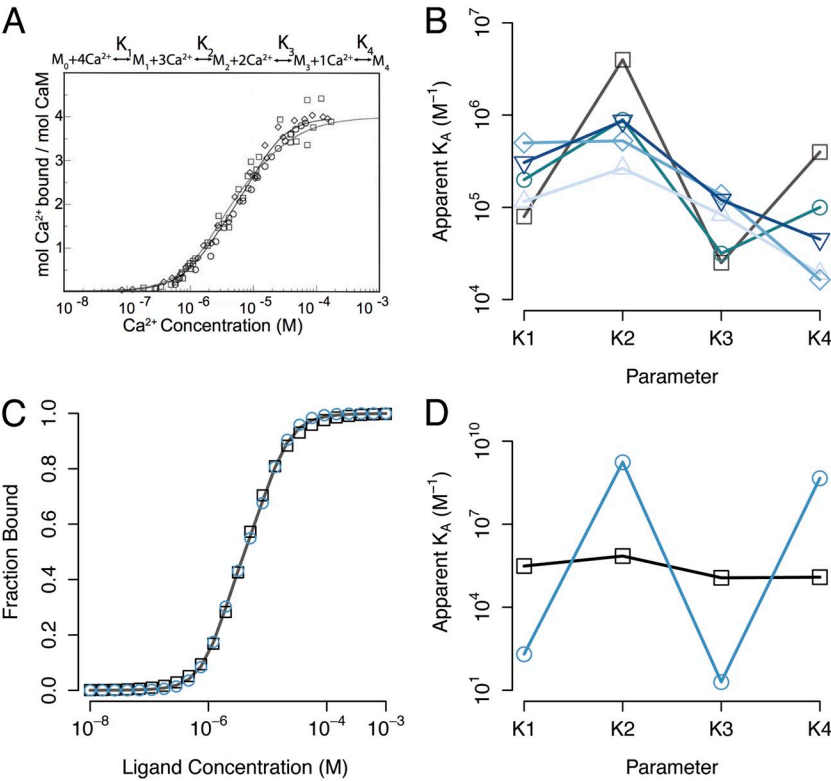 A
K₁ K₂ K₃ K₄
M₀+4Ca²⁺↔M₁+3Ca²⁺↔M₂+2Ca²⁺↔M₃+1Ca²⁺↔M₄
mol Ca²⁺ bound / mol CaM
4
3
2
1
10⁻⁸ 10⁻⁷ 10⁻⁶ 10⁻⁵ 10⁻⁴ 10⁻³
Ca²⁺ Concentration (M)
B
Apparent K_A (M⁻¹)
10⁷
10⁶
10⁵
10⁴
K1 K2 K3 K4
Parameter
C
Fraction Bound
1.0
0.8
0.6
0.4
0.2
0.0
10⁻⁸ 10⁻⁶ 10⁻⁴ 10⁻³
Ligand Concentration (M)
D
Apparent K_A (M⁻¹)
10¹⁰
10⁷
10⁴
10¹
K1 K2 K3 K4
Parameter